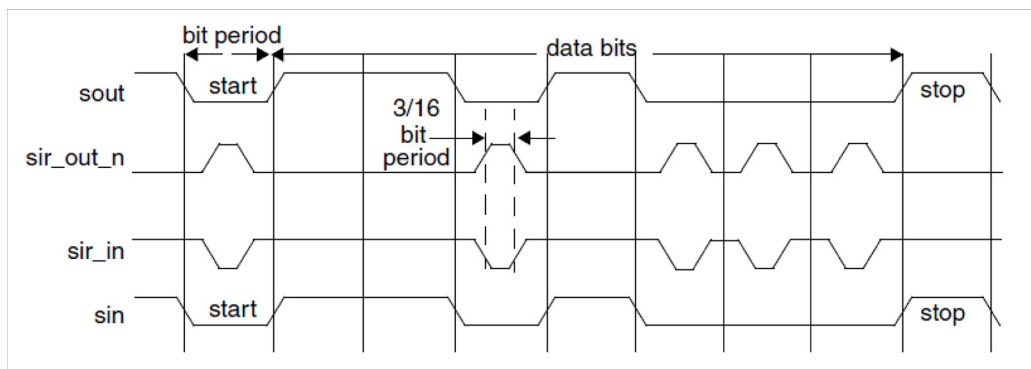 bit period
data bits
sout
start
stop
3/16
bit
period
sir_out_n
sir_in
sin
start
stop